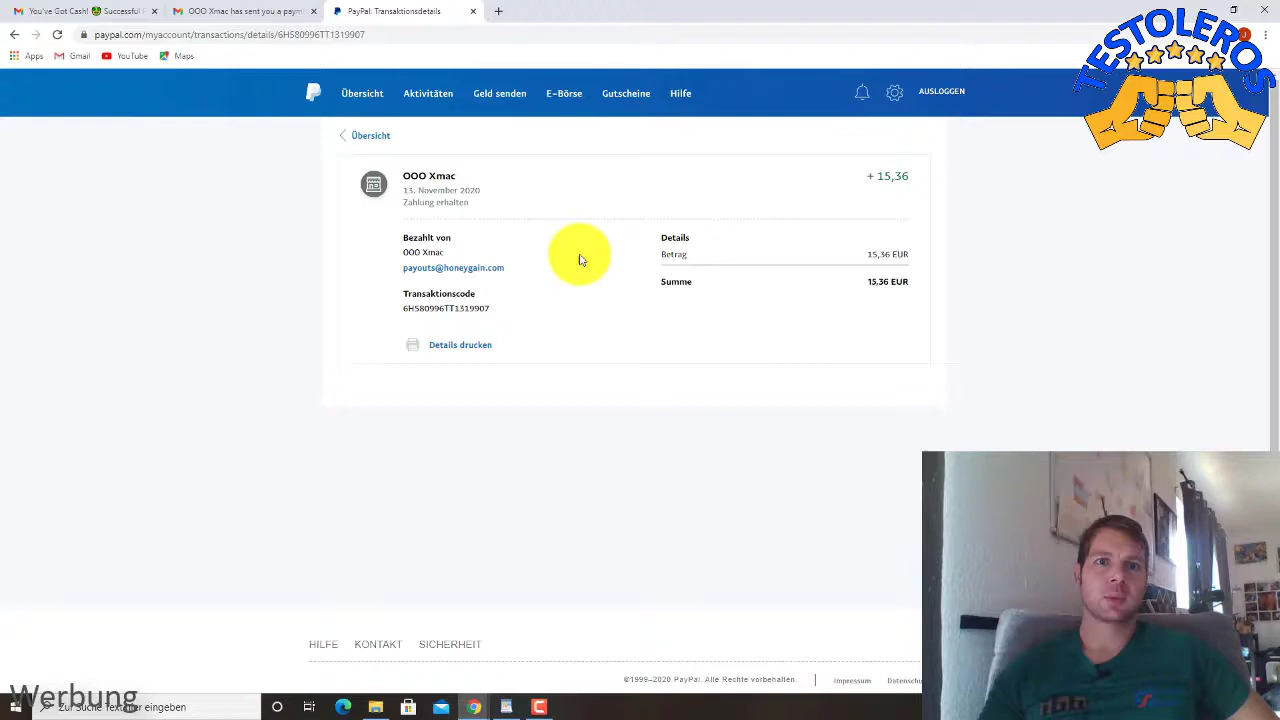 You've Got Cash! 🤑 Successful P
OOO Xmac has sent you a paym
PayPal Transaktionsdetails
paypal.com/myaccount/transactions/details/6H580996TT1319907
Apps Gmail YouTube Maps
TESTOLEROS
Übersicht Aktivitäten Geld senden E-Börse Gutscheine Hilfe AUSLOGGEN
Übersicht
OOO Xmac + 15,36
13. November 2020
Zahlung erhalten
Bezahlt von
OOO Xmac
payouts@honeygain.com
Transaktionscode
6H580996TT1319907
Details drucken
Details
Betrag 15,36 EUR
Summe 15,36 EUR
HILFE KONTAKT SICHERHEIT
©1999–2020 PayPal. Alle Rechte vorbehalten. Impressum Datenschu
Werbung
Zur Suche Text hier eingeben